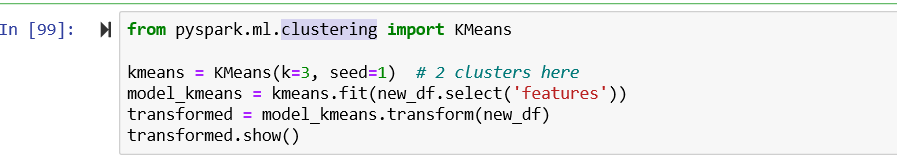 In [99]: from pyspark.ml.clustering import KMeans
kmeans = KMeans(k=3, seed=1)  # 2 clusters here
model_kmeans = kmeans.fit(new_df.select('features'))
transformed = model_kmeans.transform(new_df)
transformed.show()